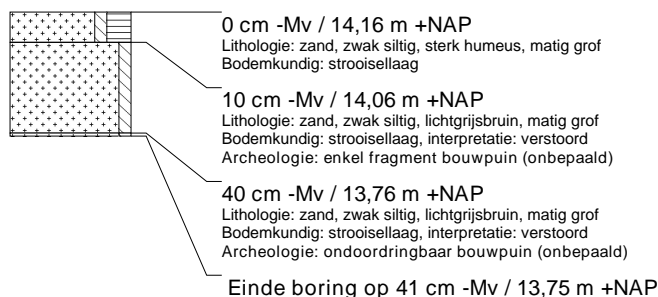 0 cm -Mv / 14,16 m +NAP
Lithologie: zand, zwak siltig, sterk humeus, matig grof
Bodemkundig: strooisellaag
10 cm -Mv / 14,06 m +NAP
Lithologie: zand, zwak siltig, lichtgrijsbruin, matig grof
Bodemkundig: strooisellaag, interpretatie: verstoord
Archeologie: enkel fragment bouwpuin (onbepaald)
40 cm -Mv / 13,76 m +NAP
Lithologie: zand, zwak siltig, lichtgrijsbruin, matig grof
Bodemkundig: strooisellaag, interpretatie: verstoord
Archeologie: ondoordringbaar bouwpuin (onbepaald)
Einde boring op 41 cm -Mv / 13,75 m +NAP